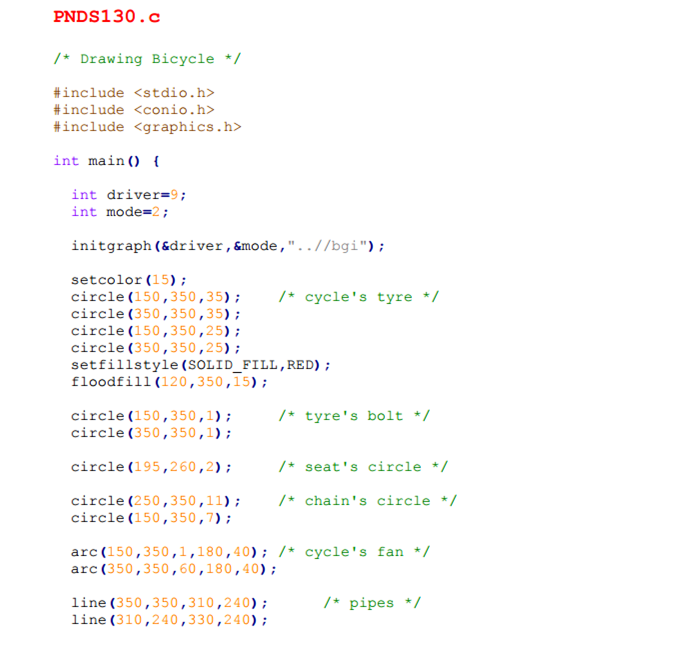 PNDS130.c
/* Drawing Bicycle */
#include <stdio.h>
#include <conio.h>
#include <graphics.h>
int main() {
int driver=9;
int mode=2;
initgraph(&driver,&mode,"..//bgi");
setcolor(15);
circle(150,350,35); /* cycle's tyre */
circle(350,350,35);
circle(150,350,25);
circle(350,350,25);
setfillstyle(SOLID_FILL,RED);
floodfill(120,350,15);
circle(150,350,1); /* tyre's bolt */
circle(350,350,1);
circle(195,260,2); /* seat's circle */
circle(250,350,11); /* chain's circle */
circle(150,350,7);
arc(150,350,1,180,40); /* cycle's fan */
arc(350,350,60,180,40);
line(350,350,310,240); /* pipes */
line(310,240,330,240);